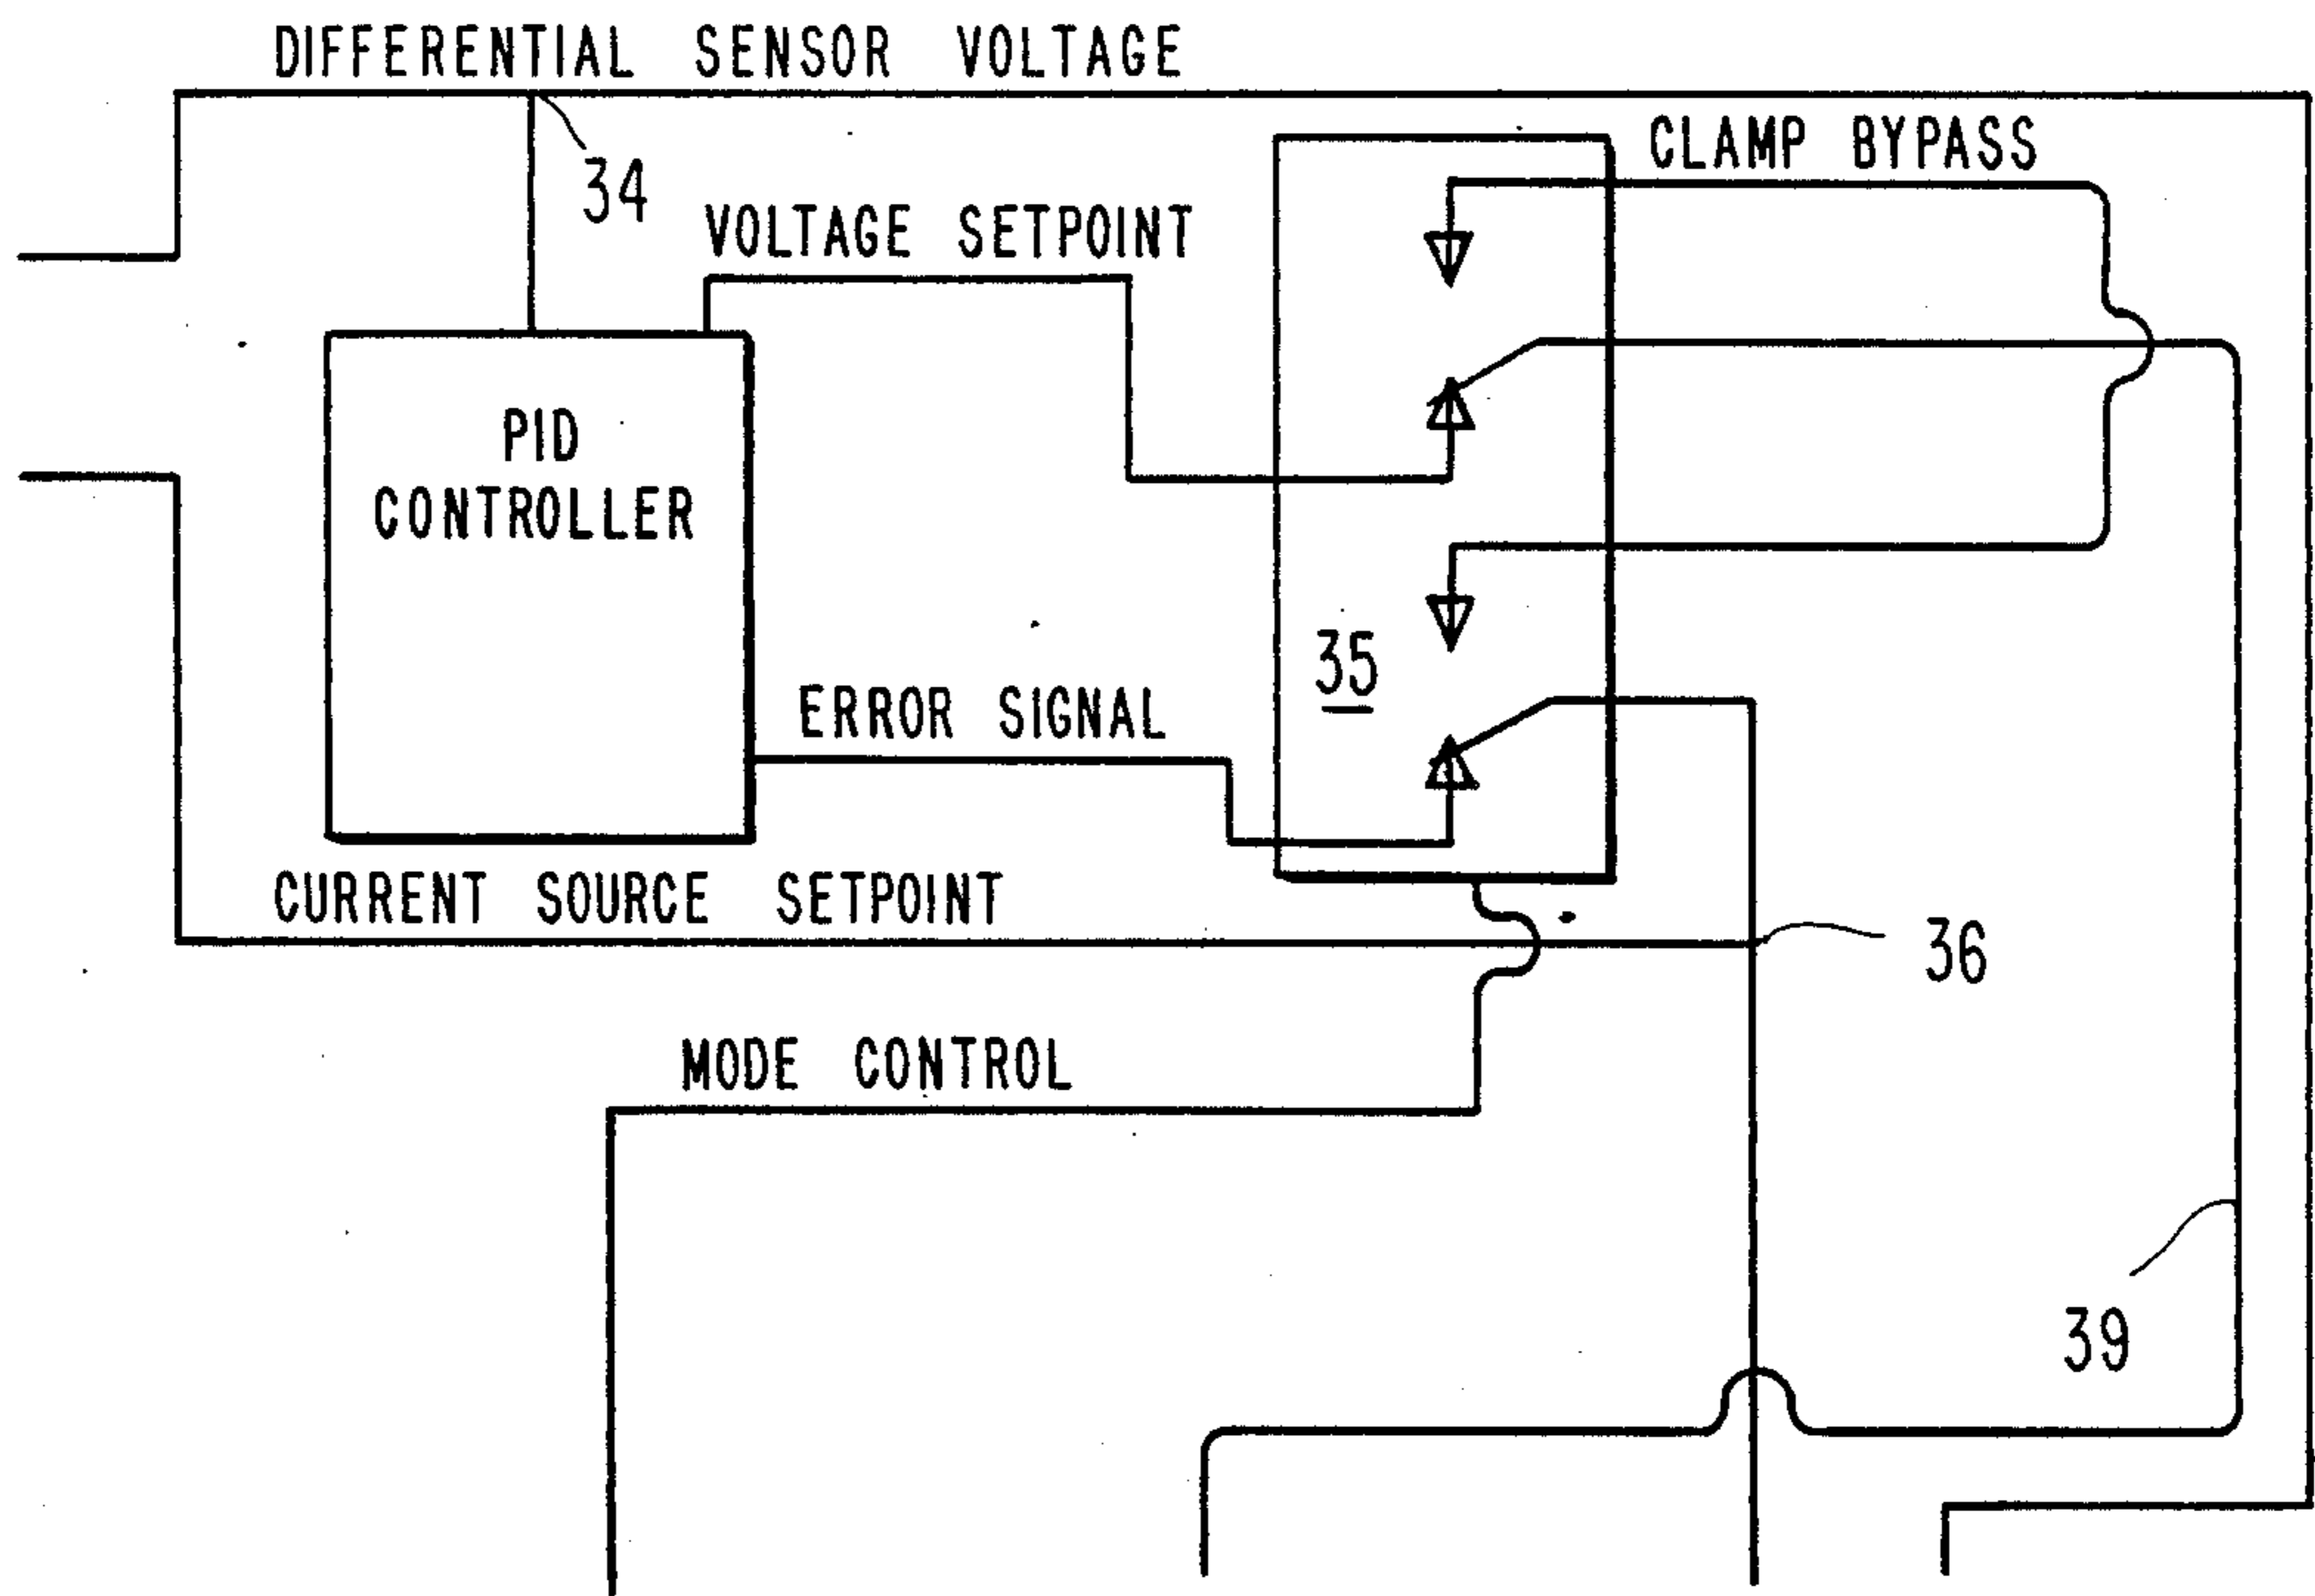 DIFFERENTIAL SENSOR VOLTAGE
CLAMP BYPASS
34
VOLTAGE SETPOINT
PID
CONTROLLER
35
ERROR SIGNAL
CURRENT SOURCE SETPOINT
36
MODE CONTROL
39